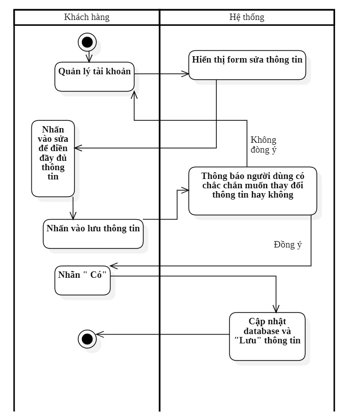 Khách hàng
Hệ thống
Quản lý tài khoản
Hiển thị form sửa thông tin
Nhấn
vào sửa
để điền
đầy đủ
thông
tin
Không
đồng ý
Thông báo người dùng có
chắc chắn muốn thay đổi
thông tin hay không
Nhấn vào lưu thông tin
Đồng ý
Nhấn " Có"
Cập nhật
database và
"Lưu" thông tin